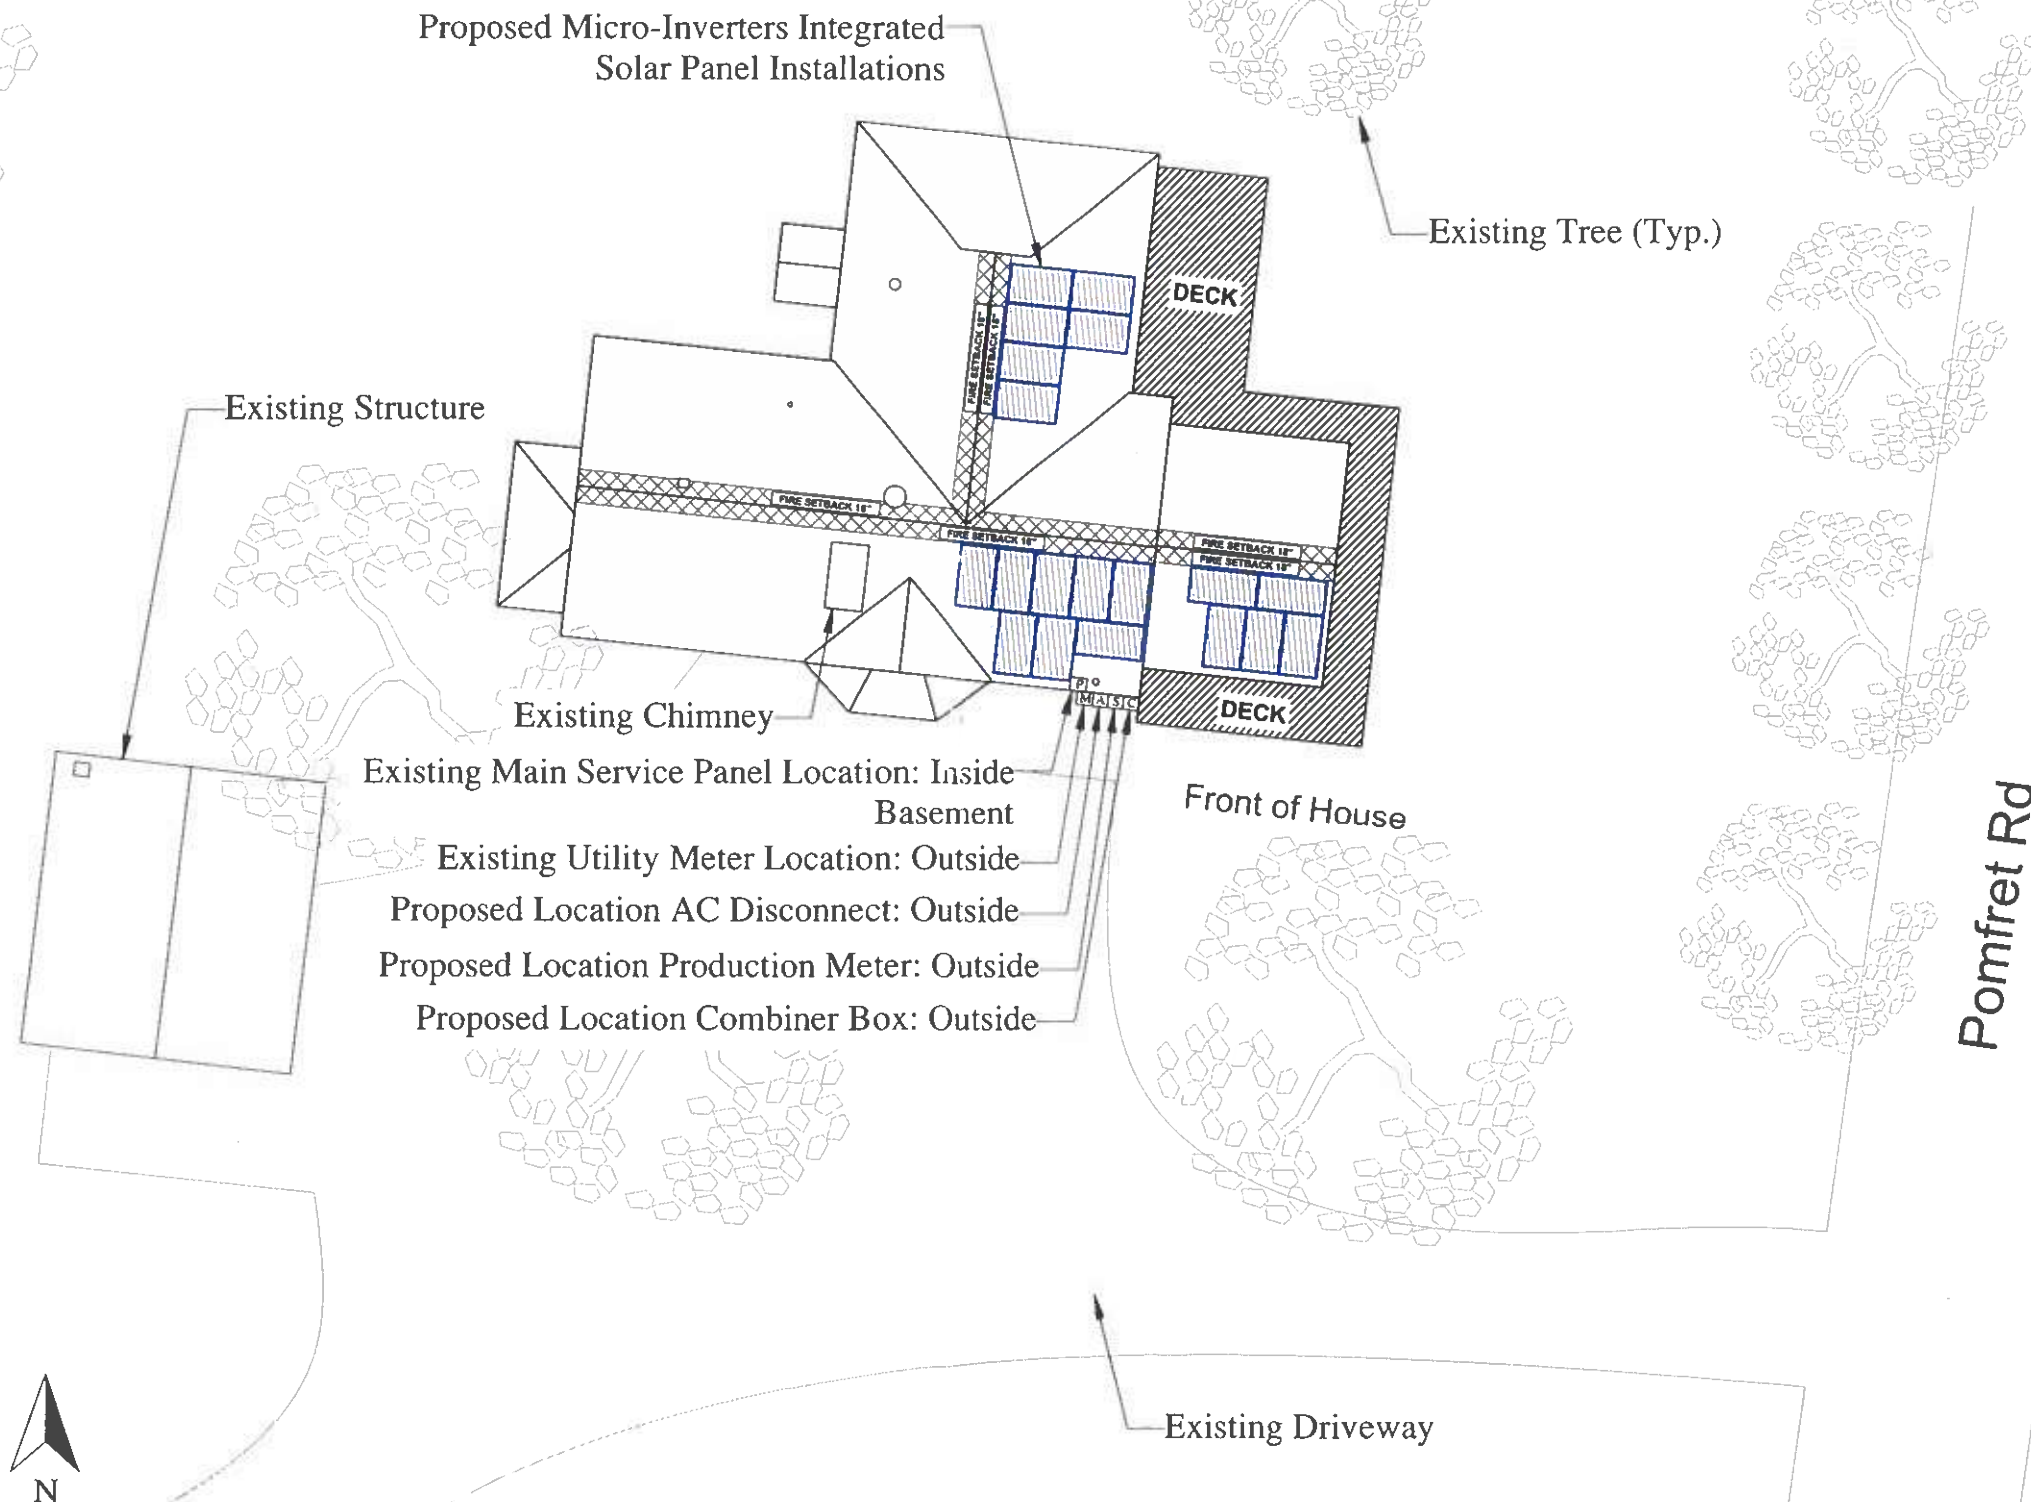 Proposed Micro-Inverters Integrated
Solar Panel Installations
Existing Tree (Typ.)
DECK
FIRE SETBACK 18"
FIRE SETBACK 18"
Existing Structure
FIRE SETBACK 18"
FIRE SETBACK 18"
FIRE SETBACK 18"
FIRE SETBACK 18"
P
M A S C
DECK
Existing Chimney
Existing Main Service Panel Location: Inside
Basement
Front of House
Existing Utility Meter Location: Outside
Proposed Location AC Disconnect: Outside
Proposed Location Production Meter: Outside
Proposed Location Combiner Box: Outside
Pomfret Rd
Existing Driveway
N